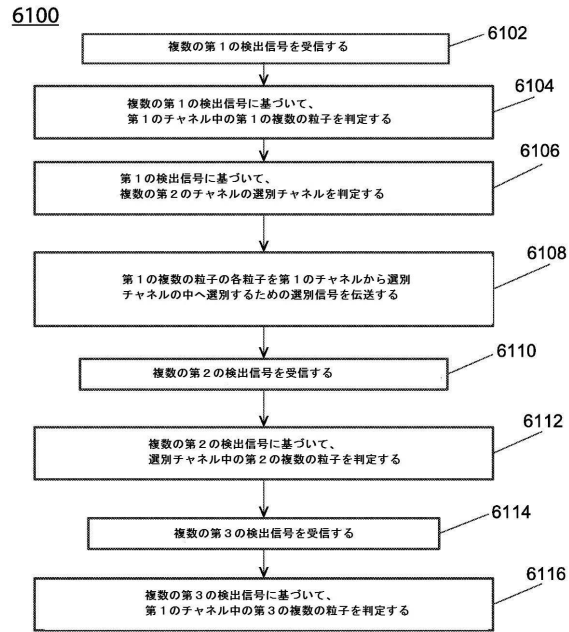 6100
複数の第１の検出信号を受信する
6102
複数の第１の検出信号に基づいて、
第１のチャネル中の第１の複数の粒子を判定する
6104
第１の検出信号に基づいて、
複数の第２のチャネルの選別チャネルを判定する
6106
第１の複数の粒子の各粒子を第１のチャネルから選別
チャネルの中へ選別するための選別信号を伝送する
6108
複数の第２の検出信号を受信する
6110
複数の第２の検出信号に基づいて、
選別チャネル中の第２の複数の粒子を判定する
6112
複数の第３の検出信号を受信する
6114
複数の第３の検出信号に基づいて、
第１のチャネル中の第３の複数の粒子を判定する
6116